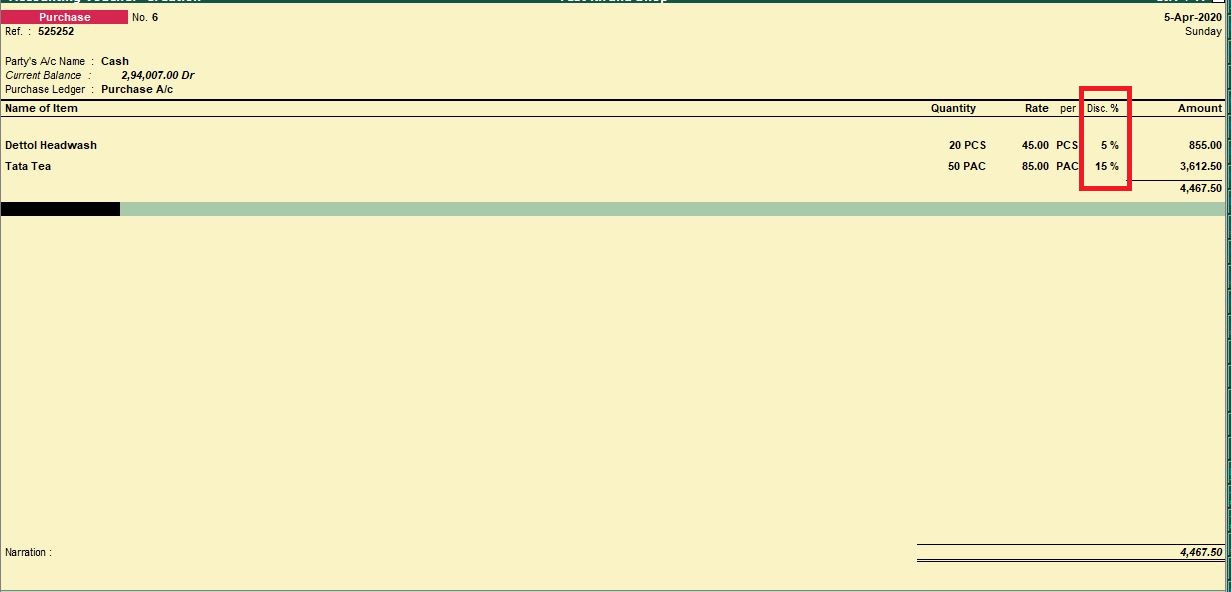 Purchase No. 6 5-Apr-2020
Ref. : 525252 Sunday
Party's A/c Name : Cash
Current Balance : 2,94,007.00 Dr
Purchase Ledger : Purchase A/c
Name of Item Quantity Rate per Disc. % Amount
Dettol Headwash 20 PCS 45.00 PCS 5 % 855.00
Tata Tea 50 PAC 85.00 PAC 15 % 3,612.50
4,467.50
Narration : 4,467.50